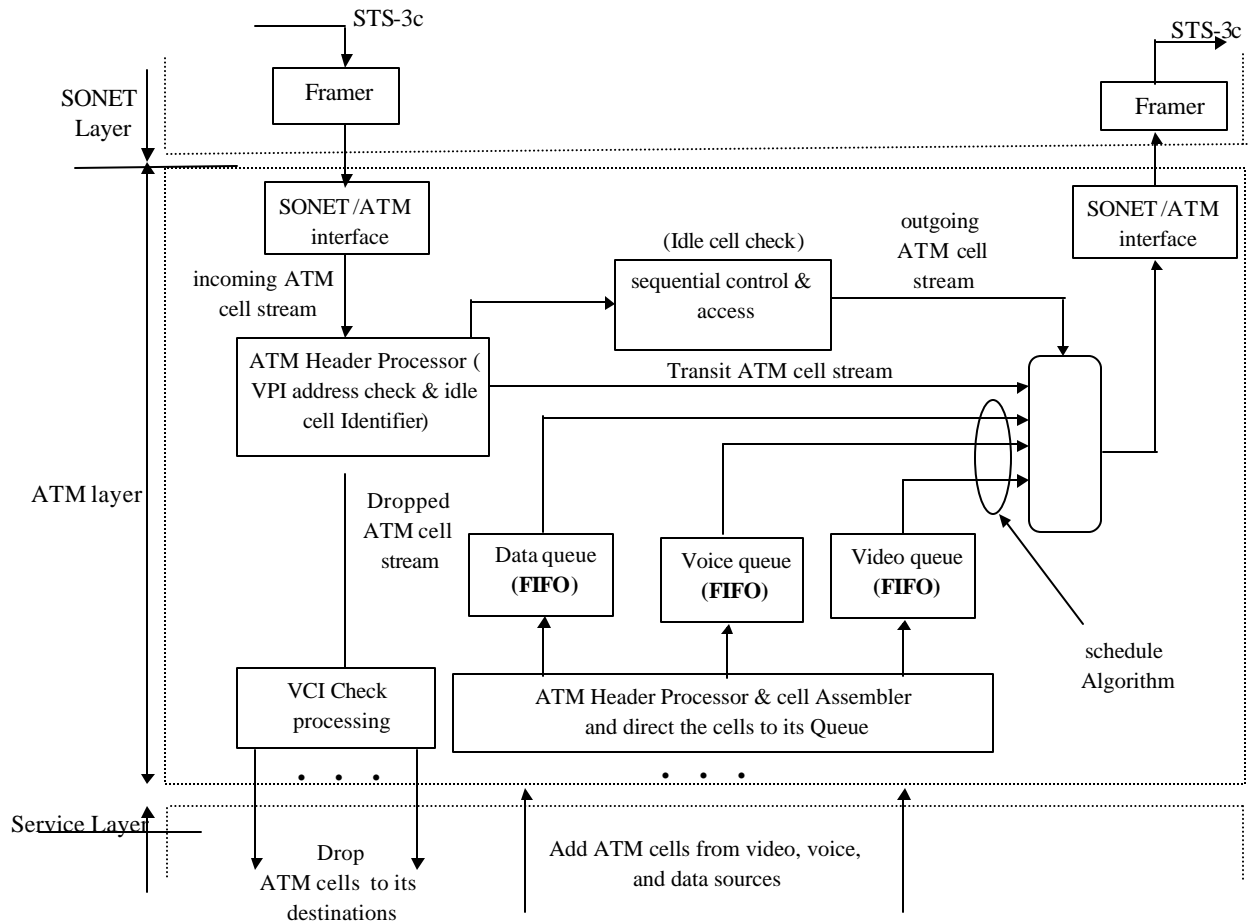 STS-3c
STS-3c
Framer
Framer
SONET
Layer
SONET/ATM
interface
SONET/ATM
interface
(Idle cell check)
outgoing
ATM cell
stream
incoming ATM
cell stream
sequential control &
access
ATM Header Processor (
VPI address check & idle
cell Identifier)
Transit ATM cell stream
ATM layer
Dropped
ATM cell
stream
Data queue
(FIFO)
Voice queue
(FIFO)
Video queue
(FIFO)
schedule
Algorithm
VCI Check
processing
ATM Header Processor & cell Assembler
and direct the cells to its Queue
. . .
. . .
Service Layer
Drop
ATM cells to its
destinations
Add ATM cells from video, voice,
and data sources